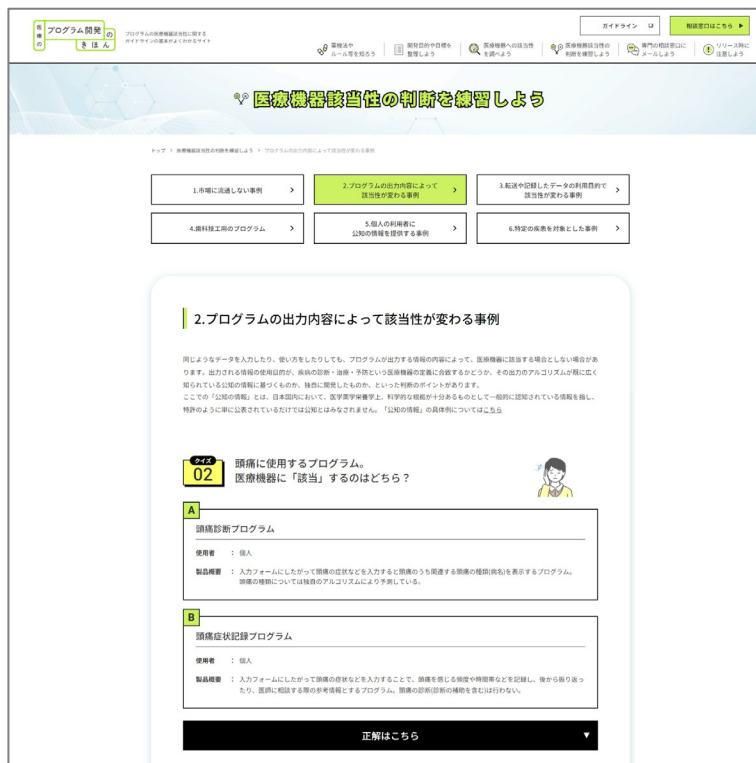 医療の
プログラム開発の
きほん
プログラムの医療機器該当性に関する
ガイドラインの基本がよくわかるサイト
ガイドライン
相談窓口はこちら ▶
薬機法や
ルール等を知ろう
開発目的や目標を
整理しよう
医療機器への該当性
を調べよう
医療機器該当性の
判断を練習しよう
専門の相談窓口に
メールしよう
リリース時に
注意しよう
医療機器該当性の判断を練習しよう
トップ > 医療機器該当性の判断を練習しよう > プログラムの出力内容によって該当性が変わる事例
1.市場に流通しない事例
2.プログラムの出力内容によって
該当性が変わる事例
3.転送や記録したデータの利用目的で
該当性が変わる事例
4.歯科技工用のプログラム
5.個人の利用者に
公知の情報を提供する事例
6.特定の疾患を対象とした事例
2.プログラムの出力内容によって該当性が変わる事例
同じようなデータを入力したり、使い方をしたりしても、プログラムが出力する情報の内容によって、医療機器に該当する場合としない場合があ
ります。出力される情報の使用目的が、疾病の診断・治療・予防という医療機器の定義に合致するかどうか、その出力のアルゴリズムが既に広く
知られている公知の情報に基づくものか、独自に開発したものか、といった判断のポイントがあります。
ここでの「公知の情報」とは、日本国内において、医学薬学栄養学上、科学的な根拠が十分あるものとして一般的に認知されている情報を指し、
特許のように単に公表されているだけでは公知とはみなされません。「公知の情報」の具体例についてはこちら
クイズ
02
頭痛に使用するプログラム。
医療機器に「該当」するのはどちら？
A
頭痛診断プログラム
使用者 ： 個人
製品概要 ： 入力フォームにしたがって頭痛の症状などを入力すると頭痛のうち関連する頭痛の種類(病名)を表示するプログラム。
頭痛の種類については独自のアルゴリズムにより予測している。
B
頭痛症状記録プログラム
使用者 ： 個人
製品概要 ： 入力フォームにしたがって頭痛の症状などを入力することで、頭痛を感じる頻度や時間帯などを記録し、後から振り返っ
たり、医師に相談する際の参考情報とするプログラム。頭痛の診断(診断の補助を含む)は行わない。
正解はこちら ▼